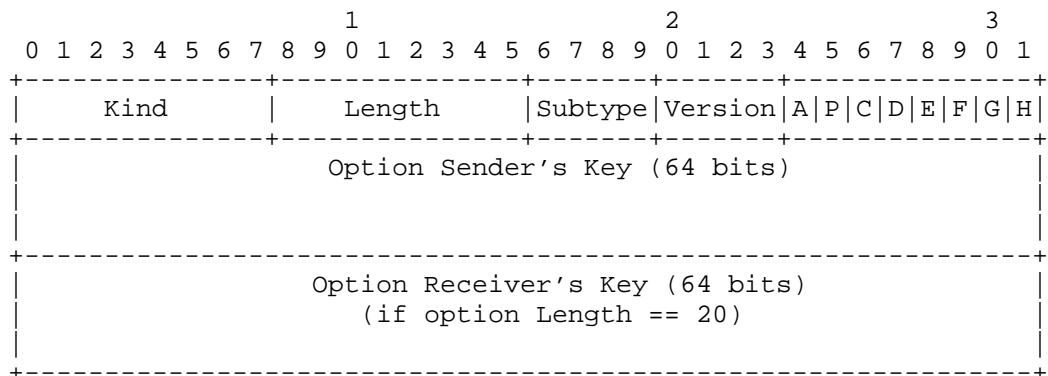 1                   2                   3
 0 1 2 3 4 5 6 7 8 9 0 1 2 3 4 5 6 7 8 9 0 1 2 3 4 5 6 7 8 9 0 1
+---------------+---------------+-------+-------+---------------+
|     Kind      |    Length     |Subtype|Version|A|P|C|D|E|F|G|H|
+---------------+---------------+-------+-------+---------------+
|                   Option Sender's Key (64 bits)               |
|                                                               |
|                                                               |
+---------------------------------------------------------------+
|                  Option Receiver's Key (64 bits)              |
|                     (if option Length == 20)                  |
|                                                               |
+---------------------------------------------------------------+